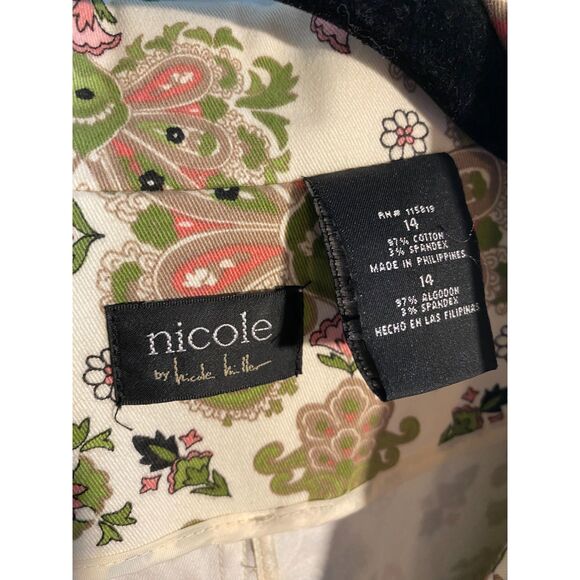 nicole
by nicole miller
RN# 115819
14
97% COTTON
3% SPANDEX
MADE IN PHILIPPINES
14
97% ALGODON
3% SPANDEX
HECHO EN LAS FILIPINAS